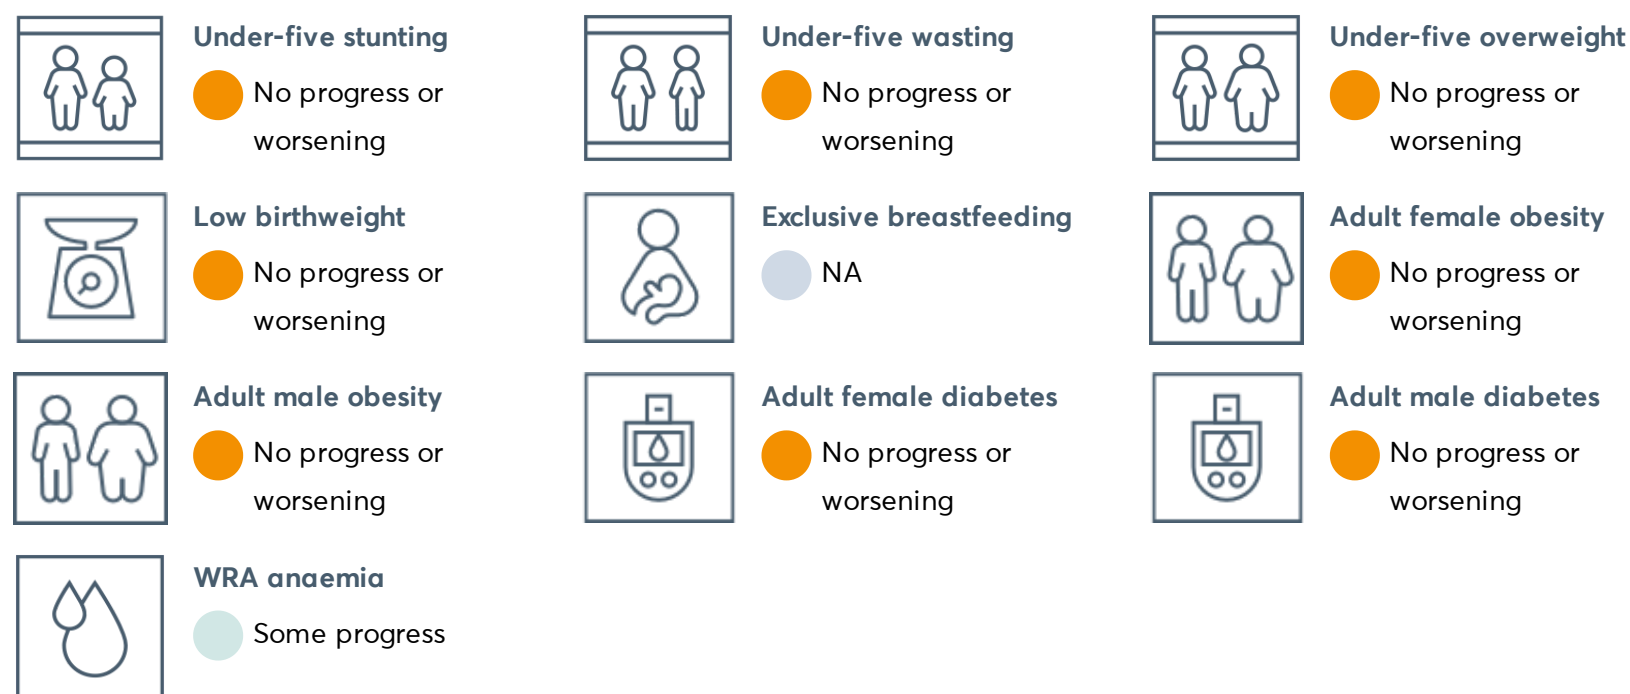 Under-five stunting
No progress or
worsening
Under-five wasting
No progress or
worsening
Under-five overweight
No progress or
worsening
Low birthweight
No progress or
worsening
Exclusive breastfeeding
NA
Adult female obesity
No progress or
worsening
Adult male obesity
No progress or
worsening
Adult female diabetes
No progress or
worsening
Adult male diabetes
No progress or
worsening
WRA anaemia
Some progress